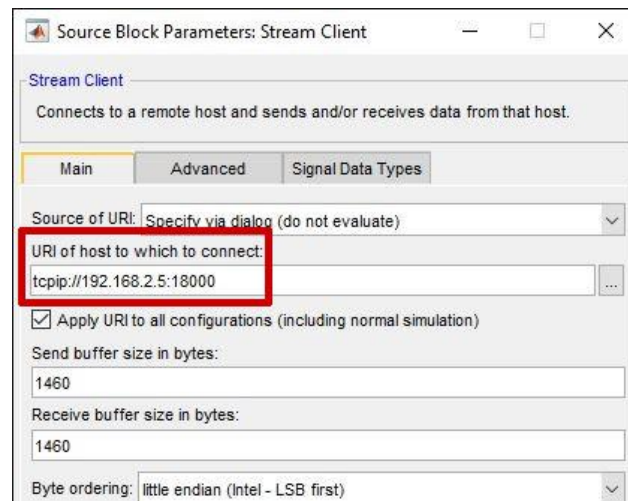 Source Block Parameters: Stream Client
Stream Client
Connects to a remote host and sends and/or receives data from that host.
Main Advanced Signal Data Types
Source of URI: Specify via dialog (do not evaluate)
URI of host to which to connect:
tcpip://192.168.2.5:18000 ...
Apply URI to all configurations (including normal simulation)
Send buffer size in bytes:
1460
Receive buffer size in bytes:
1460
Byte ordering: little endian (Intel - LSB first)